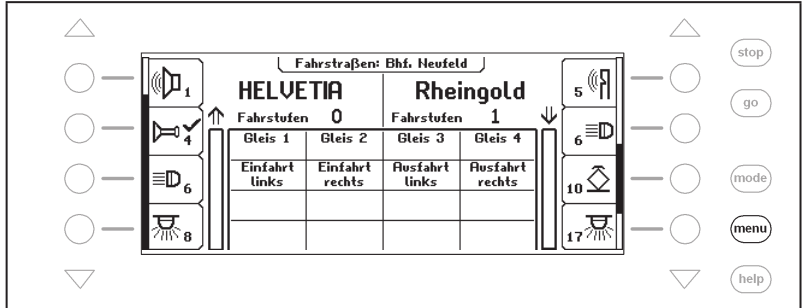 Fahrstraßen: Bhf. Neufeld
HELVETIA
Rheingold
Fahrstufen 0
Fahrstufen 1
Gleis 1 Gleis 2 Gleis 3 Gleis 4
Einfahrt links
Einfahrt rechts
Ausfahrt links
Ausfahrt rechts
1
4
6
8
5
6
10
17
stop
go
mode
menu
help